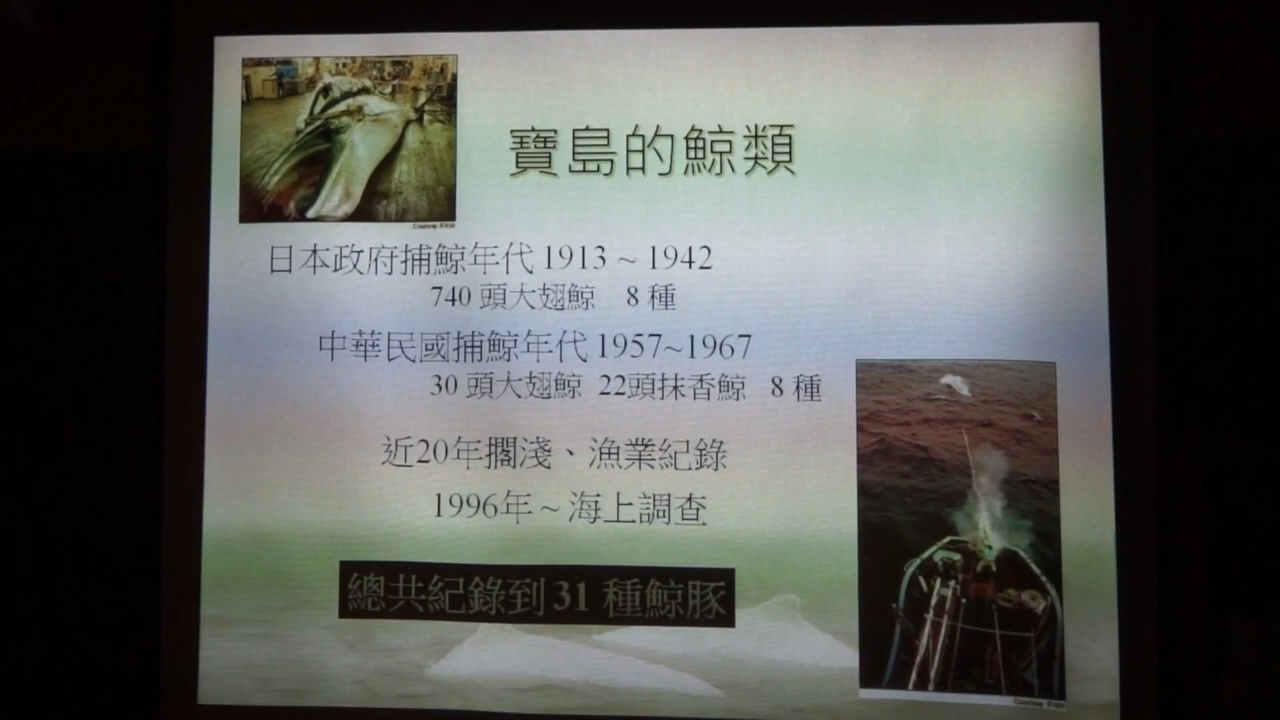 寶島的鯨類
日本政府捕鯨年代 1913 ~ 1942
740 頭大翅鯨 8 種
中華民國捕鯨年代 1957~1967
30 頭大翅鯨 22頭抹香鯨 8 種
近20年擱淺、漁業紀錄
1996年 ~ 海上調查
總共紀錄到 31 種鯨豚